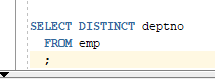 SELECT DISTINCT deptno
FROM emp
;